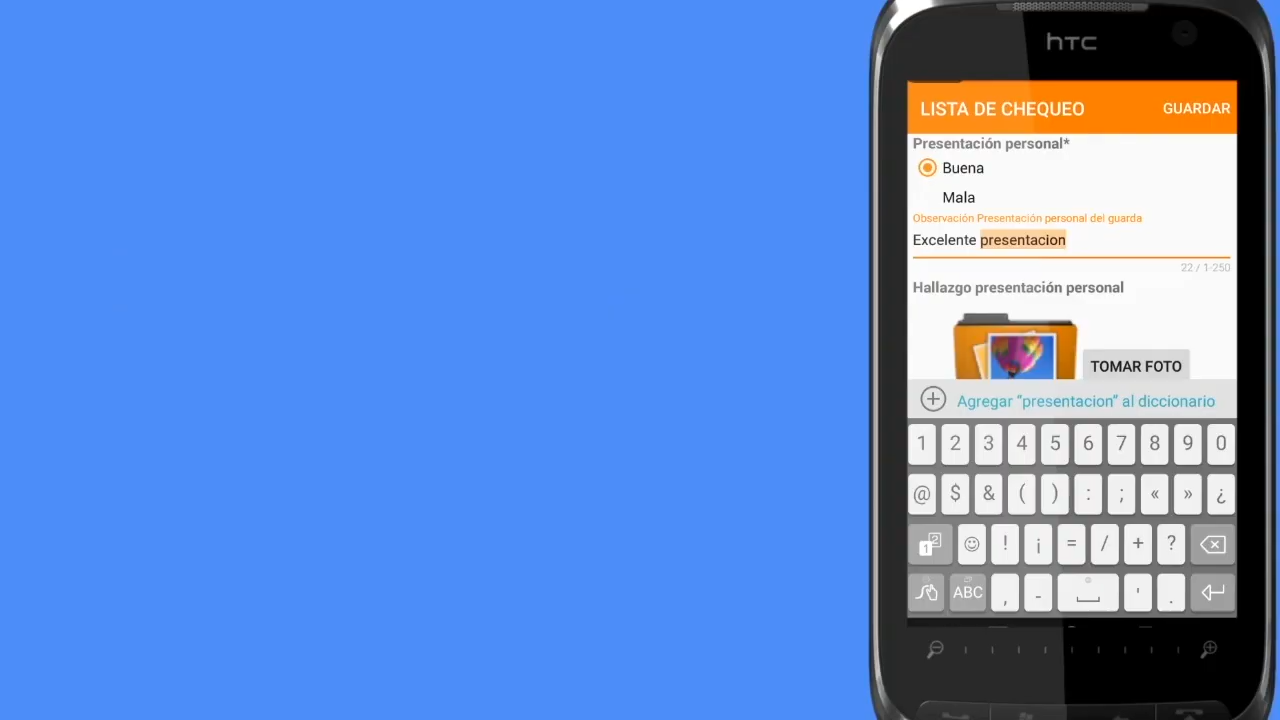 hTC
LISTA DE CHEQUEO GUARDAR
Presentación personal*
Buena
Mala
Observación Presentación personal del guarda
Excelente presentacion
22 / 1-250
Hallazgo presentación personal
TOMAR FOTO
Agregar “presentacion” al diccionario
1 2 3 4 5 6 7 8 9 0
@ $ & ( ) : ; « » ¿
1 2 ! ¡ = / + ?
ABC , - ' .